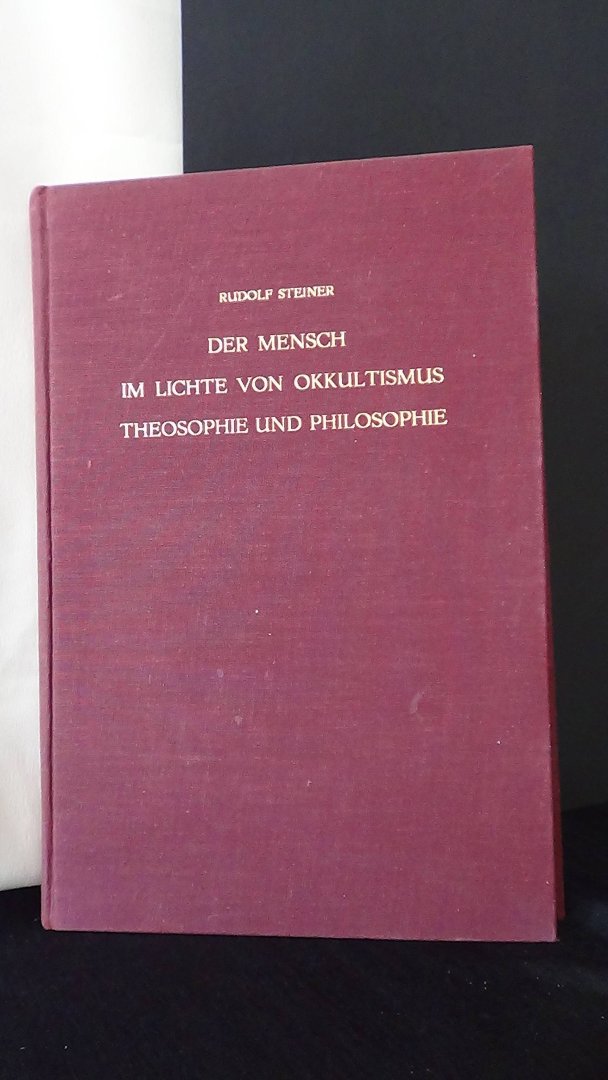 RUDOLF STEINER
DER MENSCH
IM LICHTE VON OKKULTISMUS
THEOSOPHIE UND PHILOSOPHIE